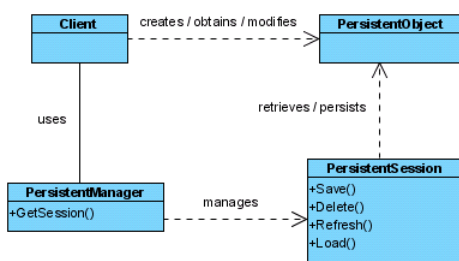 Client
creates / obtains / modifies
PersistentObject
retrieves / persists
uses
PersistentManager
+GetSession()
manages
PersistentSession
+Save()
+Delete()
+Refresh()
+Load()